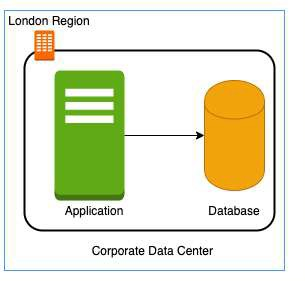 London Region
Application
Database
Corporate Data Center